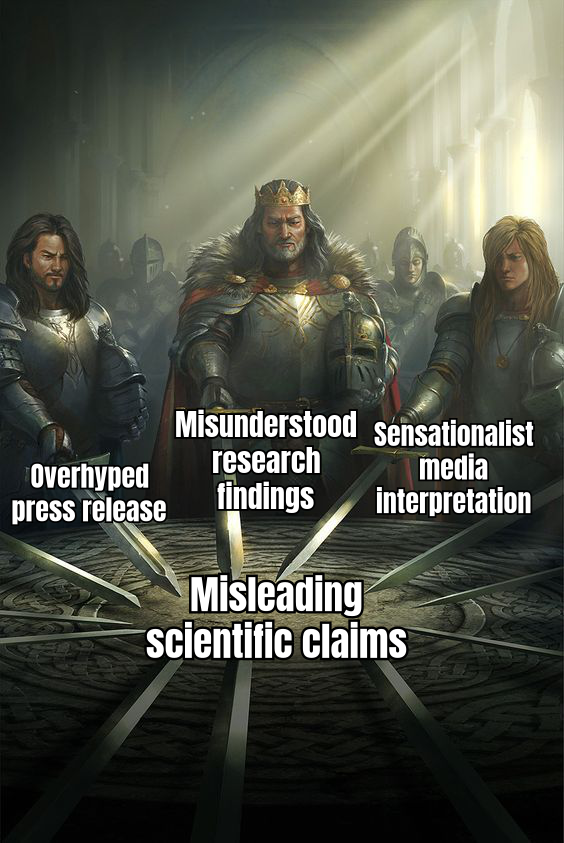 Overhyped
press release
Misunderstood
research
findings
Sensationalist
media
interpretation
Misleading
scientific claims